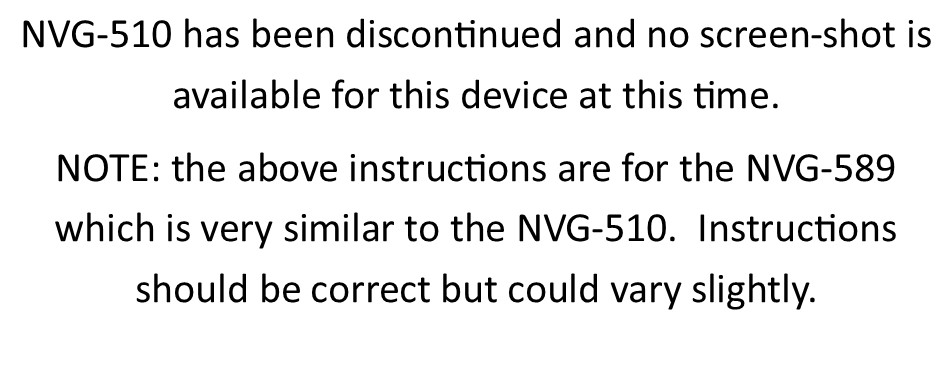 NVG-510 has been discontinued and no screen-shot is
available for this device at this time.
NOTE: the above instructions are for the NVG-589
which is very similar to the NVG-510.  Instructions
should be correct but could vary slightly.